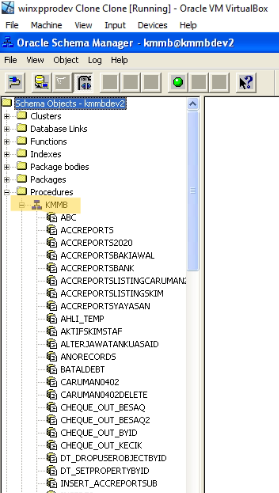 winxpprodev Clone Clone [Running] - Oracle VM VirtualBox
File Machine View Input Devices Help
Oracle Schema Manager - kmmb@kmmbdev2
File View Object Log Help
Schema Objects - kmmbdev2
Clusters
Database Links
Functions
Indexes
Package bodies
Packages
Procedures
KMMB
ABC
ACCREPORTS
ACCREPORTS2020
ACCREPORTSBAKIAWAL
ACCREPORTSBANK
ACCREPORTSLISTINGCARUMAN
ACCREPORTSLISTINGSKIM
ACCREPORTSYAYASAN
AHLI_TEMP
AKTIFSKIMSTAF
ALTERJAWATANKUASAID
ANORECORDS
BATALDEBT
CARUMAN0402
CARUMAN0402DELETE
CHEQUE_OUT_BESAQ
CHEQUE_OUT_BESAQ2
CHEQUE_OUT_BYID
CHEQUE_OUT_KECIK
DT_DROPUSEROBJECTBYID
DT_SETPROPERTYBYID
INSERT_ACCREPORTSUB